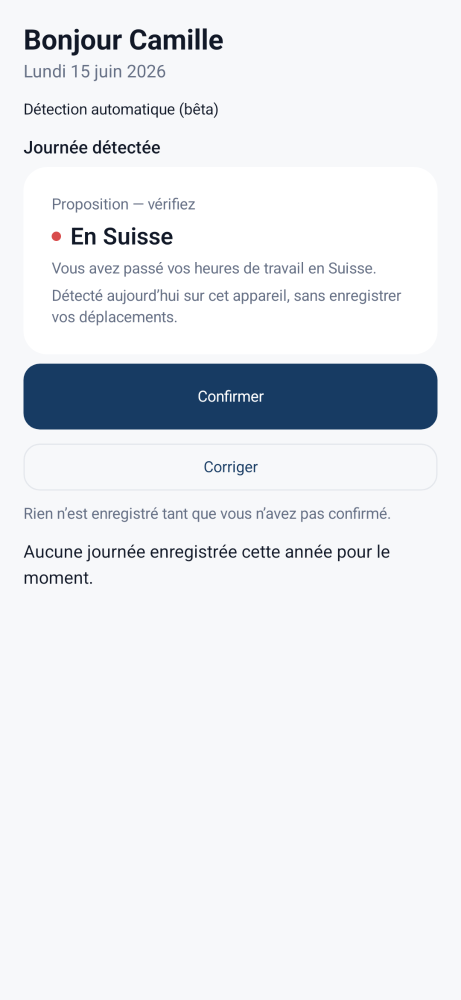 Bonjour Camille
Lundi 15 juin 2026
Détection automatique (bêta)
Journée détectée
Proposition — vérifiez
En Suisse
Vous avez passé vos heures de travail en Suisse.
Détecté aujourd’hui sur cet appareil, sans enregistrer
vos déplacements.
Confirmer
Corriger
Rien n’est enregistré tant que vous n’avez pas confirmé.
Aucune journée enregistrée cette année pour le
moment.